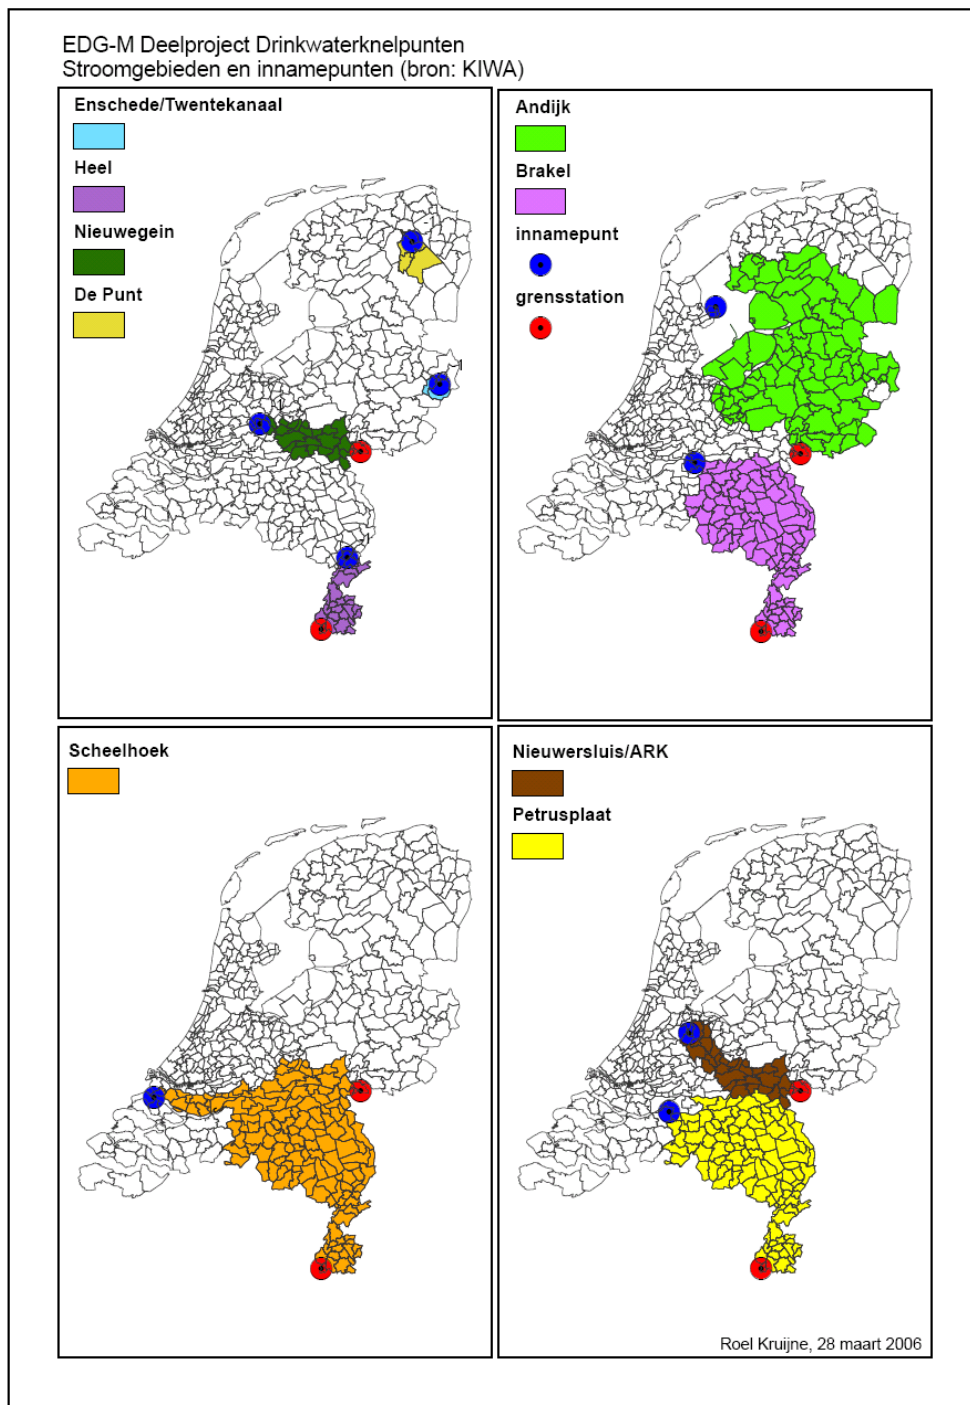 EDG-M Deelproject Drinkwaterknelpunten
Stroomgebieden en innamepunten (bron: KIWA)
Enschede/Twentekanaal
Heel
Nieuwegein
De Punt
Andijk
Brakel
innamepunt
grensstation
Scheelhoek
Nieuwersluis/ARK
Petrusplaat
Roel Kruijne, 28 maart 2006